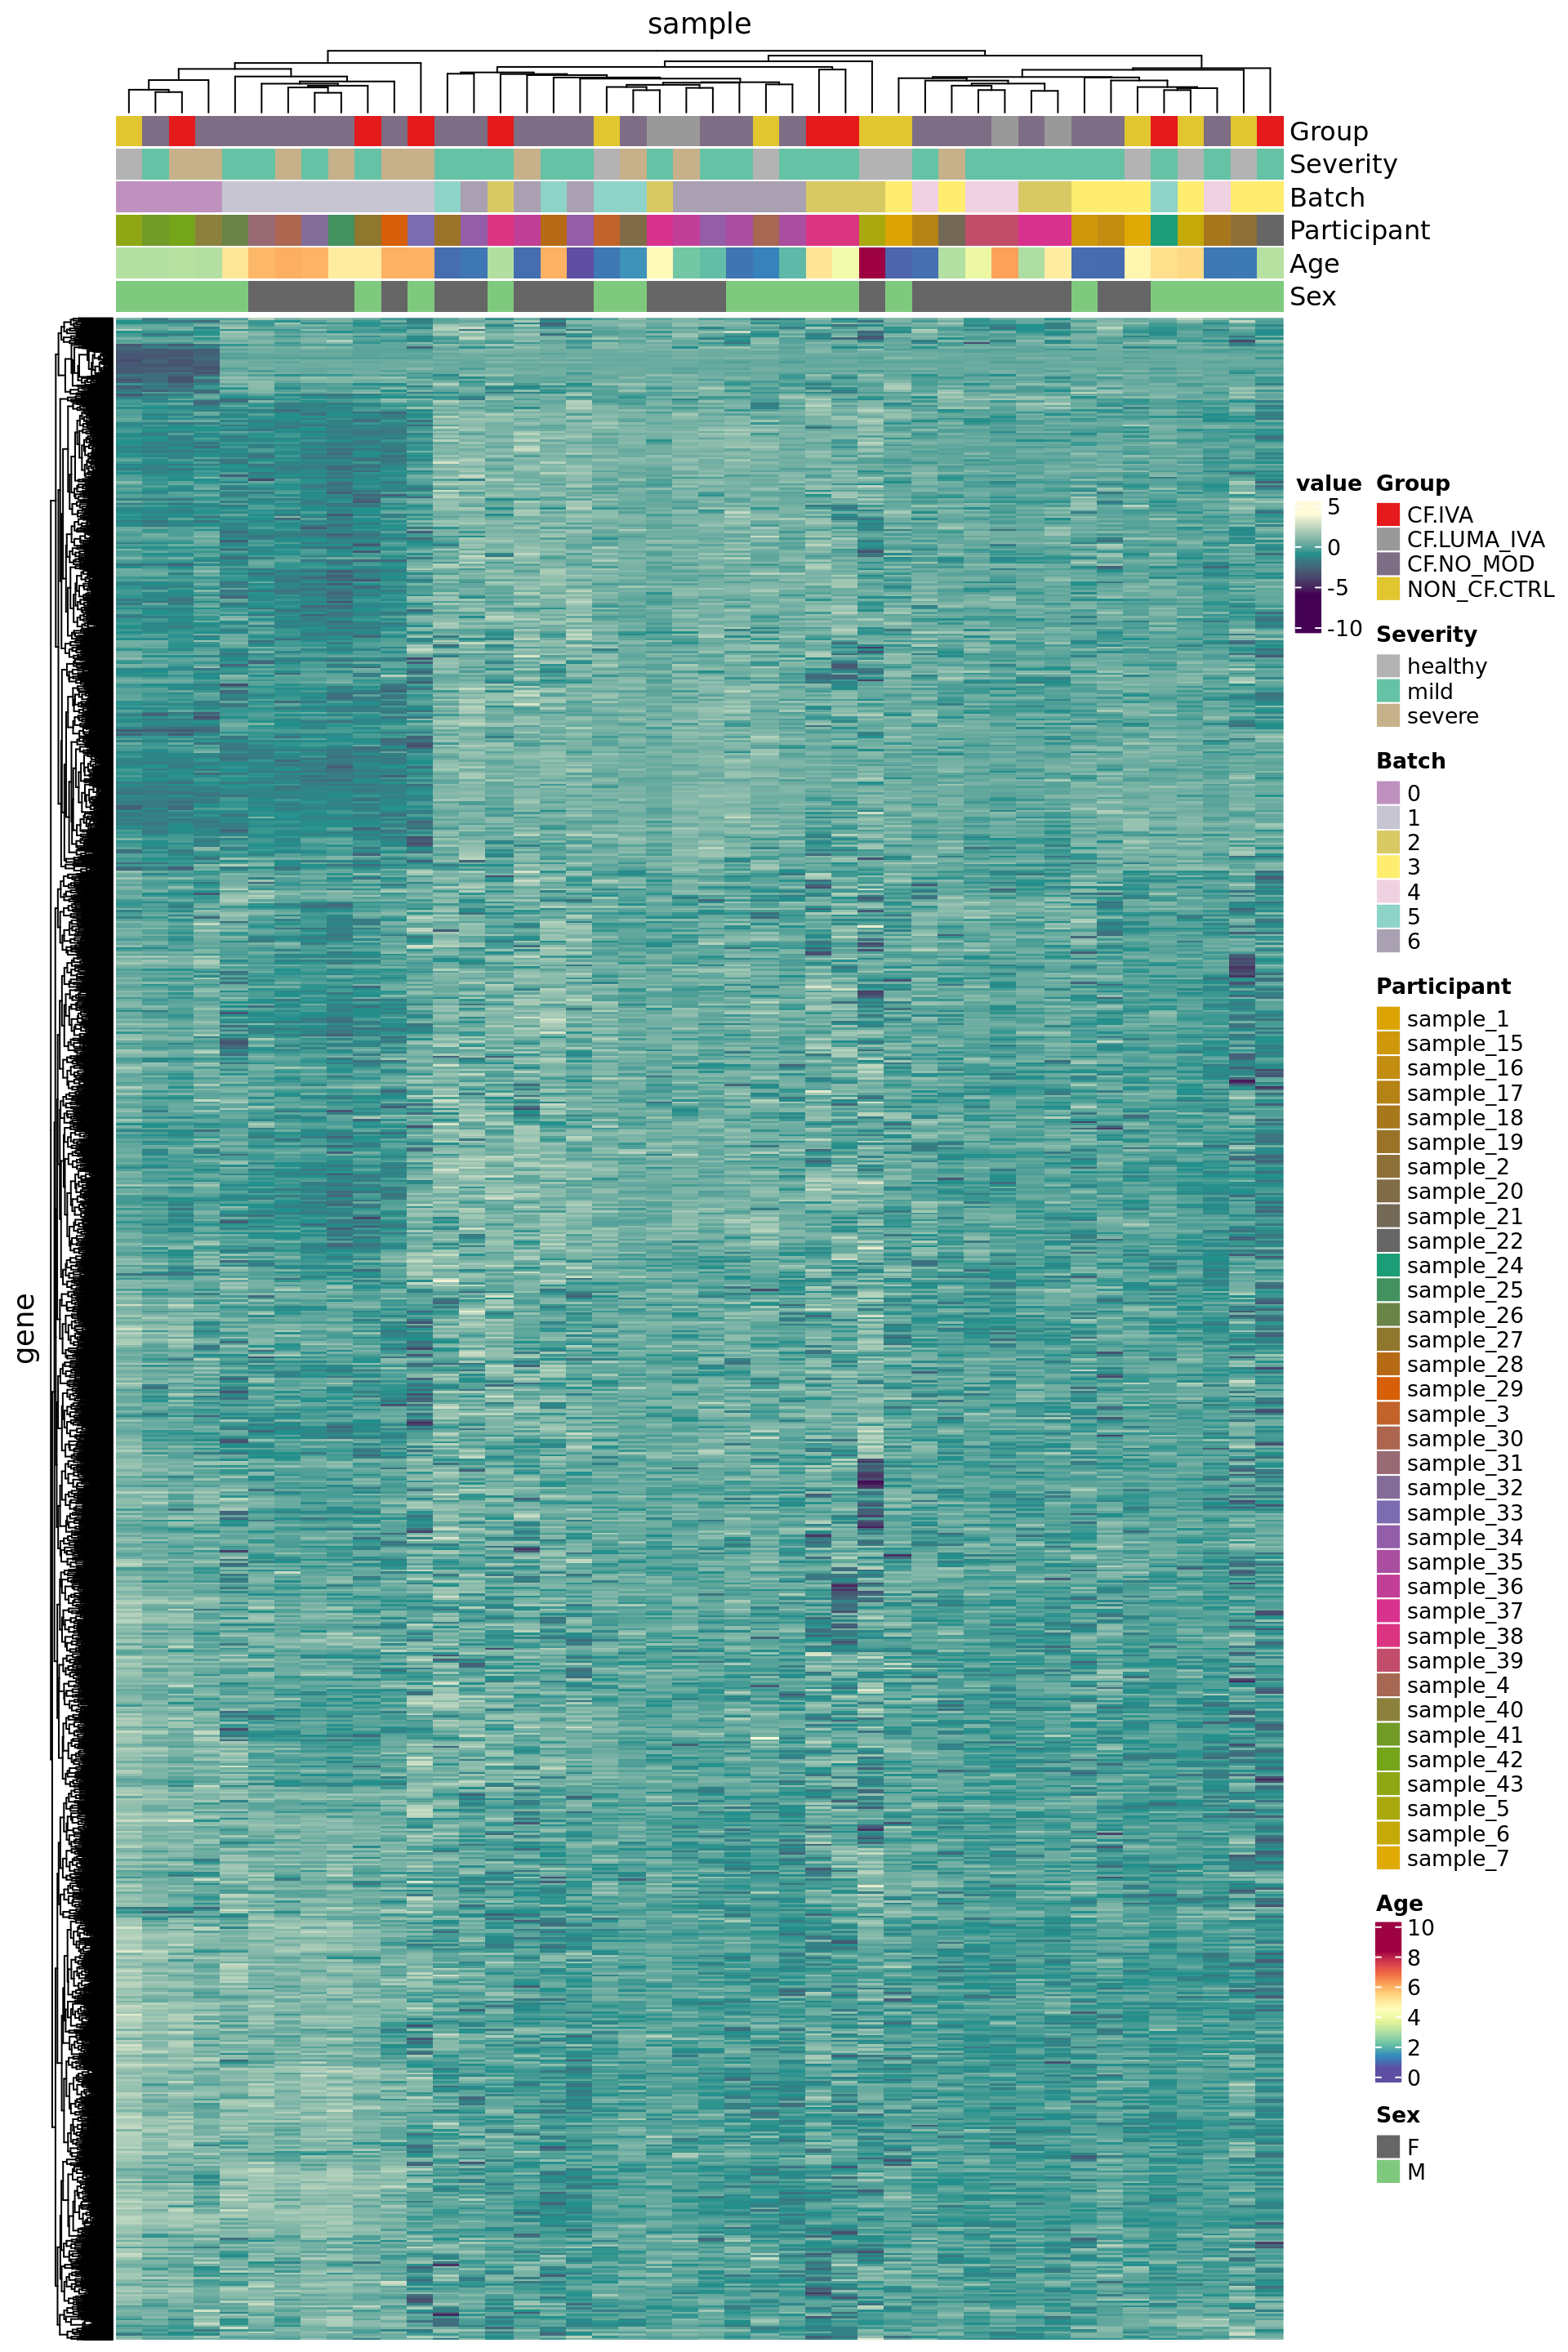 sample
Group
Severity
Batch
Participant
Age
Sex
gene
value
5
0
-5
-10
Group
CF.IVA
CF.LUMA_IVA
CF.NO_MOD
NON_CF.CTRL
Severity
healthy
mild
severe
Batch
0
1
2
3
4
5
6
Participant
sample_1
sample_15
sample_16
sample_17
sample_18
sample_19
sample_2
sample_20
sample_21
sample_22
sample_24
sample_25
sample_26
sample_27
sample_28
sample_29
sample_3
sample_30
sample_31
sample_32
sample_33
sample_34
sample_35
sample_36
sample_37
sample_38
sample_39
sample_4
sample_40
sample_41
sample_42
sample_43
sample_5
sample_6
sample_7
Age
10
8
6
4
2
0
Sex
F
M